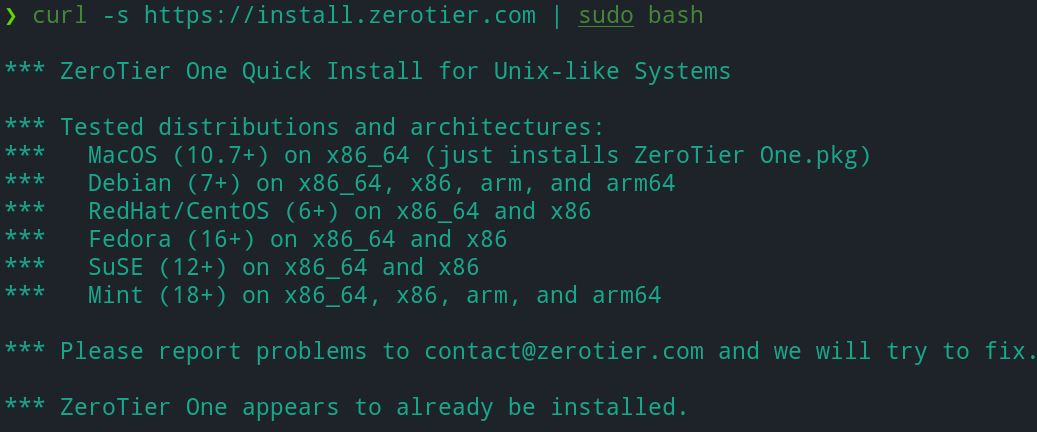 ❯ curl -s https://install.zerotier.com | sudo bash
*** ZeroTier One Quick Install for Unix-like Systems
*** Tested distributions and architectures:
***   MacOS (10.7+) on x86_64 (just installs ZeroTier One.pkg)
***   Debian (7+) on x86_64, x86, arm, and arm64
***   RedHat/CentOS (6+) on x86_64 and x86
***   Fedora (16+) on x86_64 and x86
***   SuSE (12+) on x86_64 and x86
***   Mint (18+) on x86_64, x86, arm, and arm64
*** Please report problems to contact@zerotier.com and we will try to fix.
*** ZeroTier One appears to already be installed.